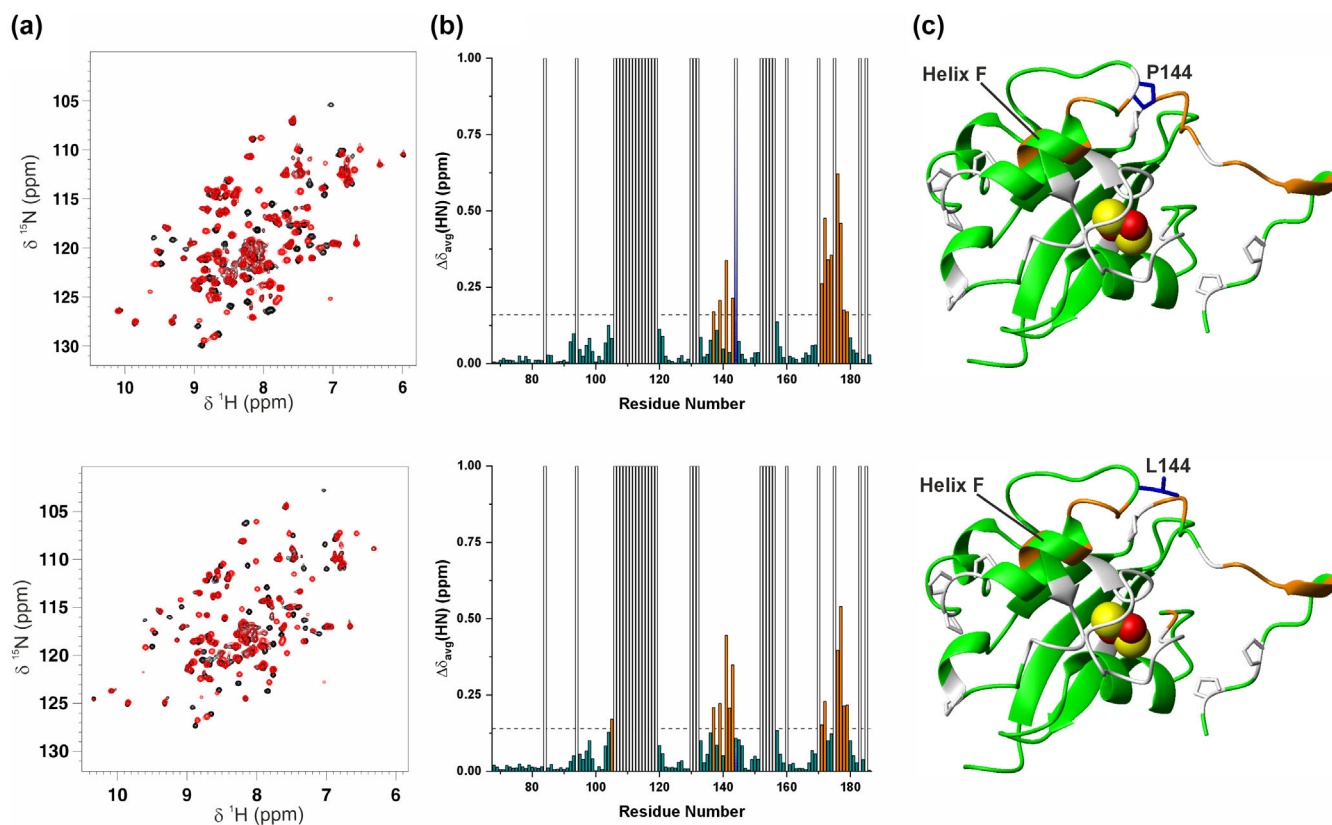 (a)
(b)
(c)
105
110
115
120
125
130
δ ¹⁵N (ppm)
10 9 8 7 6
δ ¹H (ppm)
1.00
0.75
0.50
0.25
0.00
Δδavg(HN) (ppm)
80 100 120 140 160 180
Residue Number
Helix F
P144
105
110
115
120
125
130
δ ¹⁵N (ppm)
10 9 8 7 6
δ ¹H (ppm)
1.00
0.75
0.50
0.25
0.00
Δδavg(HN) (ppm)
80 100 120 140 160 180
Residue Number
Helix F
L144